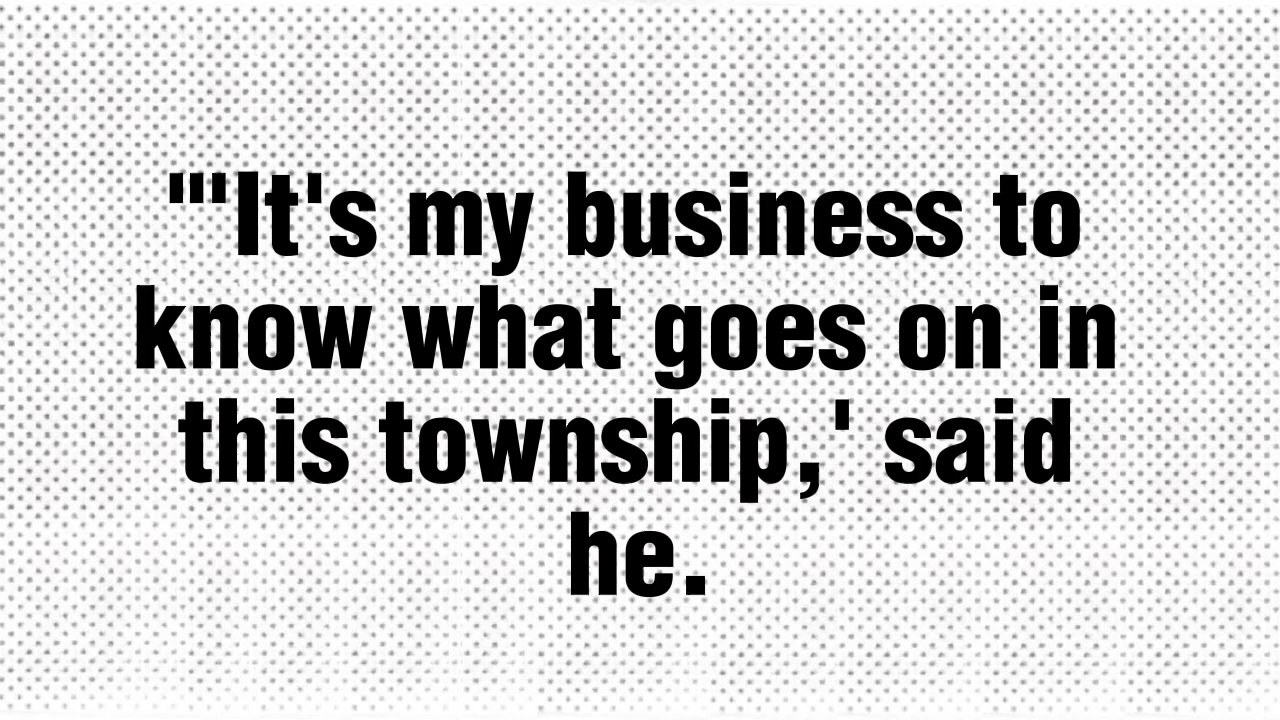 "'It's my business to
know what goes on in
this township,' said
he.